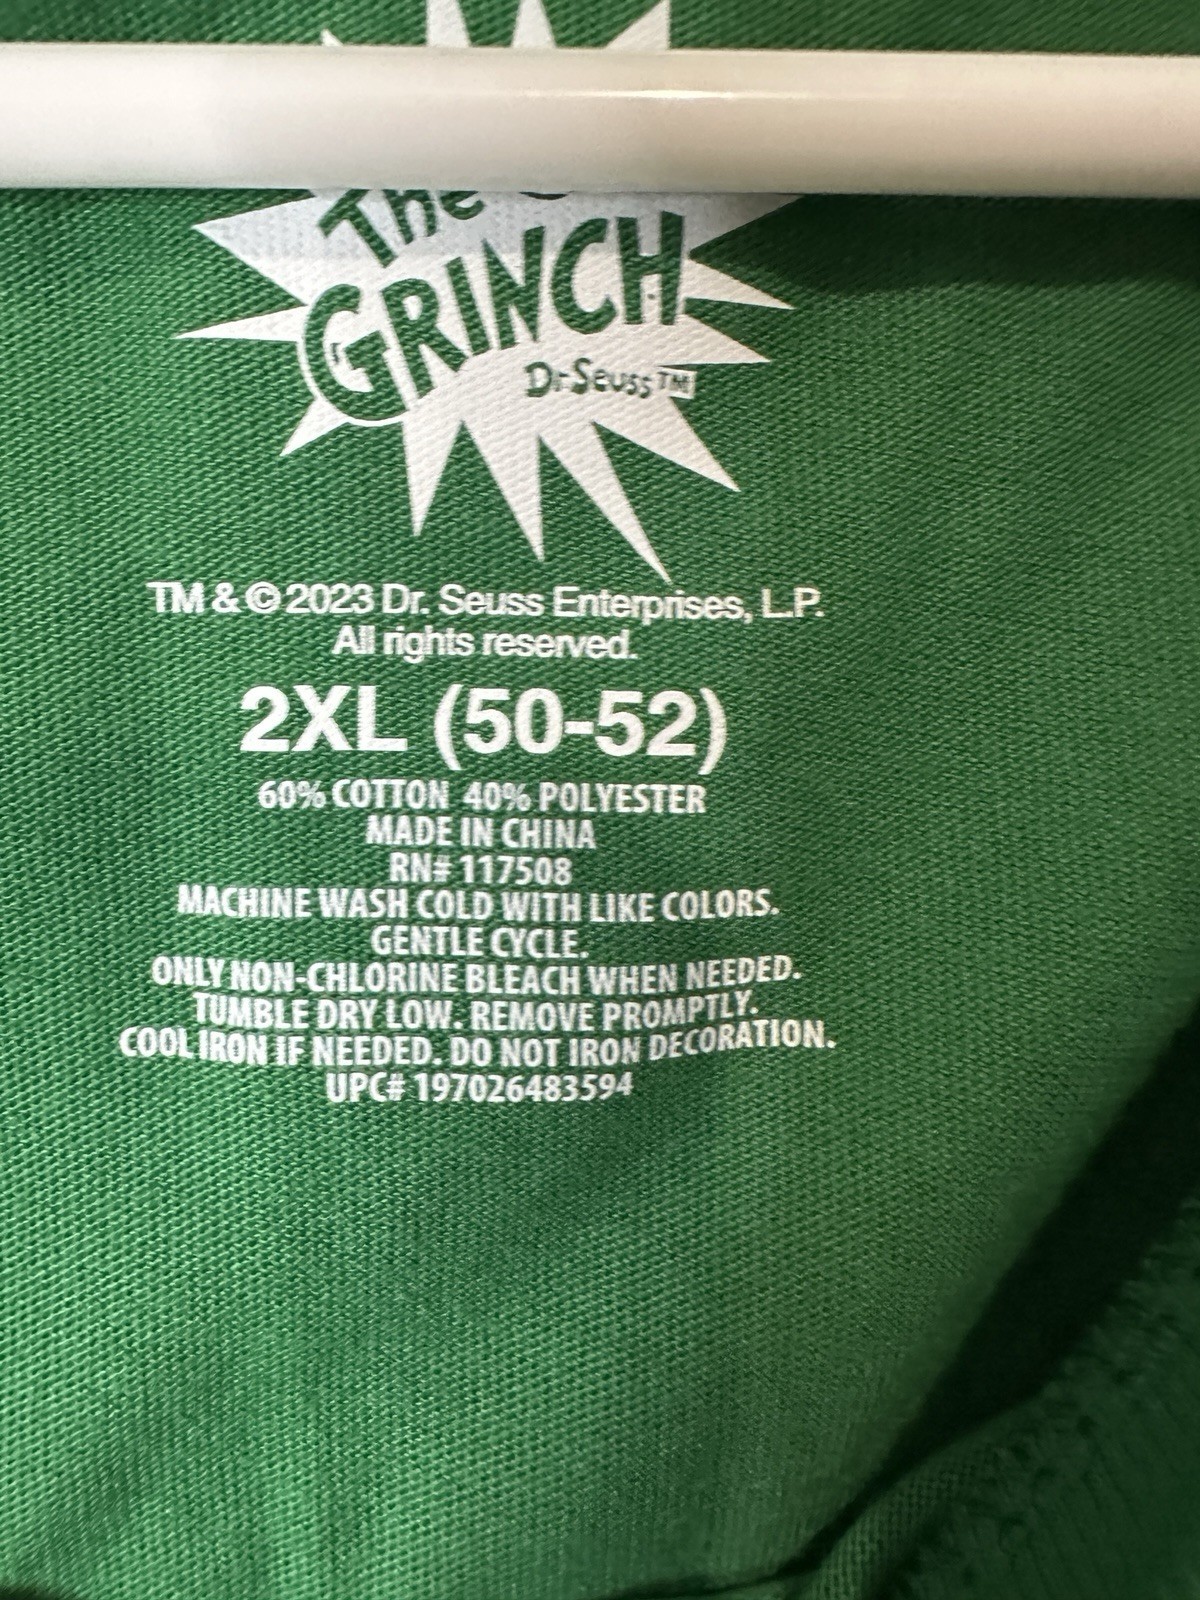 The
GRINCH
Dr. Seuss™
TM & © 2023 Dr. Seuss Enterprises, L.P.
All rights reserved.
2XL (50-52)
60% COTTON 40% POLYESTER
MADE IN CHINA
RN# 117508
MACHINE WASH COLD WITH LIKE COLORS.
GENTLE CYCLE.
ONLY NON-CHLORINE BLEACH WHEN NEEDED.
TUMBLE DRY LOW. REMOVE PROMPTLY.
COOL IRON IF NEEDED. DO NOT IRON DECORATION.
UPC# 197026483594